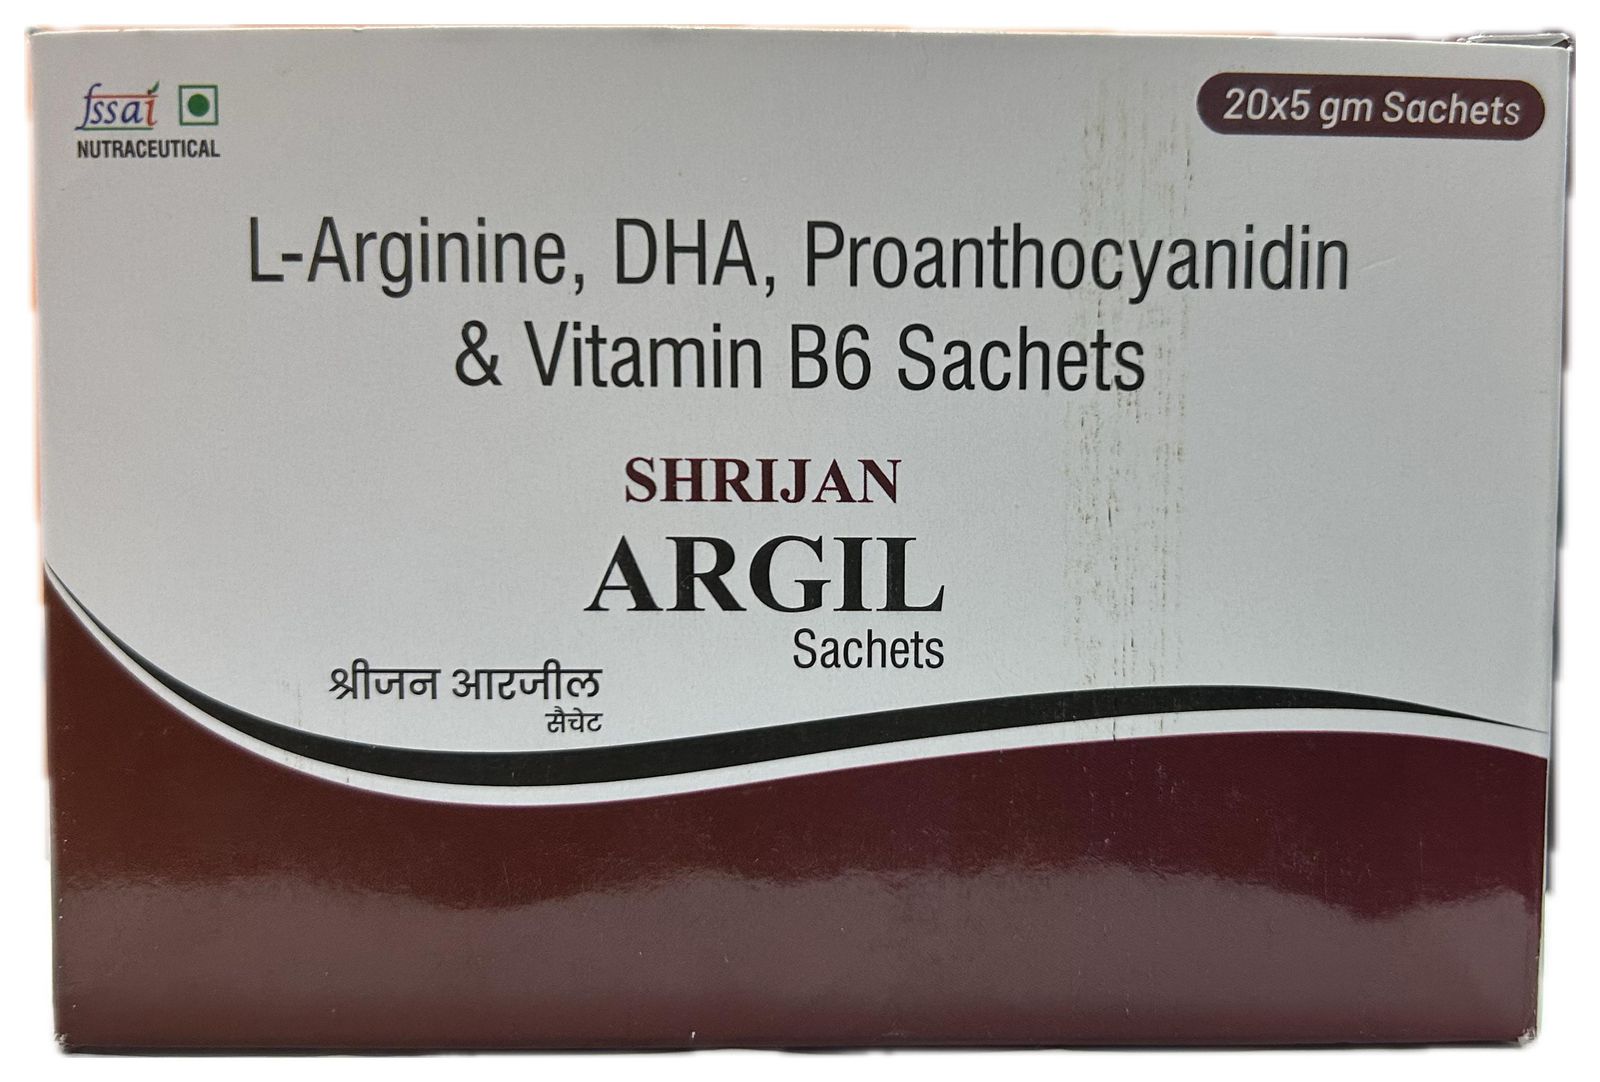 fssai
NUTRACEUTICAL
20x5 gm Sachets
L-Arginine, DHA, Proanthocyanidin
& Vitamin B6 Sachets
SHRIJAN
ARGIL
Sachets
श्रीजन आरजील
सैचेट